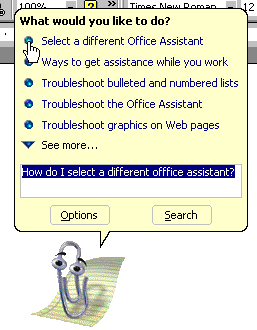 100% ? » Times New Roman 12
What would you like to do?
Select a different Office Assistant
Ways to get assistance while you work
Troubleshoot bulleted and numbered lists
Troubleshoot the Office Assistant
Troubleshoot graphics on Web pages
See more...
How do I select a different offfice assistant?
Options Search